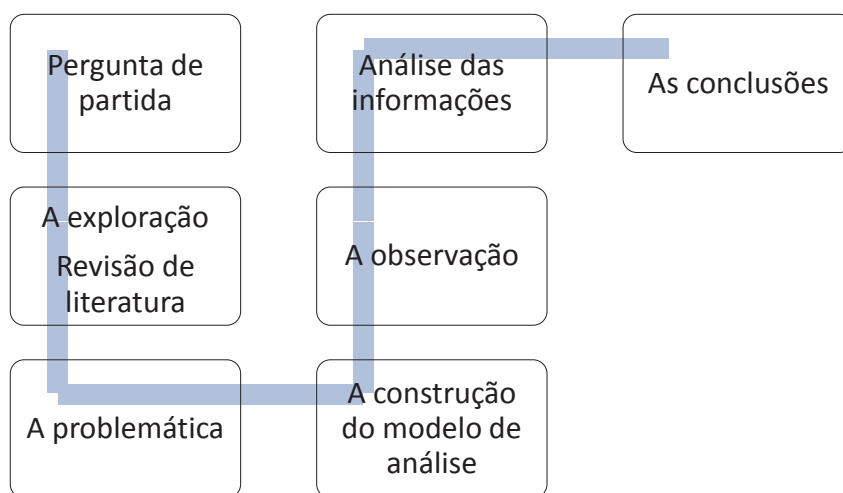 Pergunta de
partida
A exploração
Revisão de
literatura
A problemática
A construção
do modelo de
análise
A observação
Análise das
informações
As conclusões